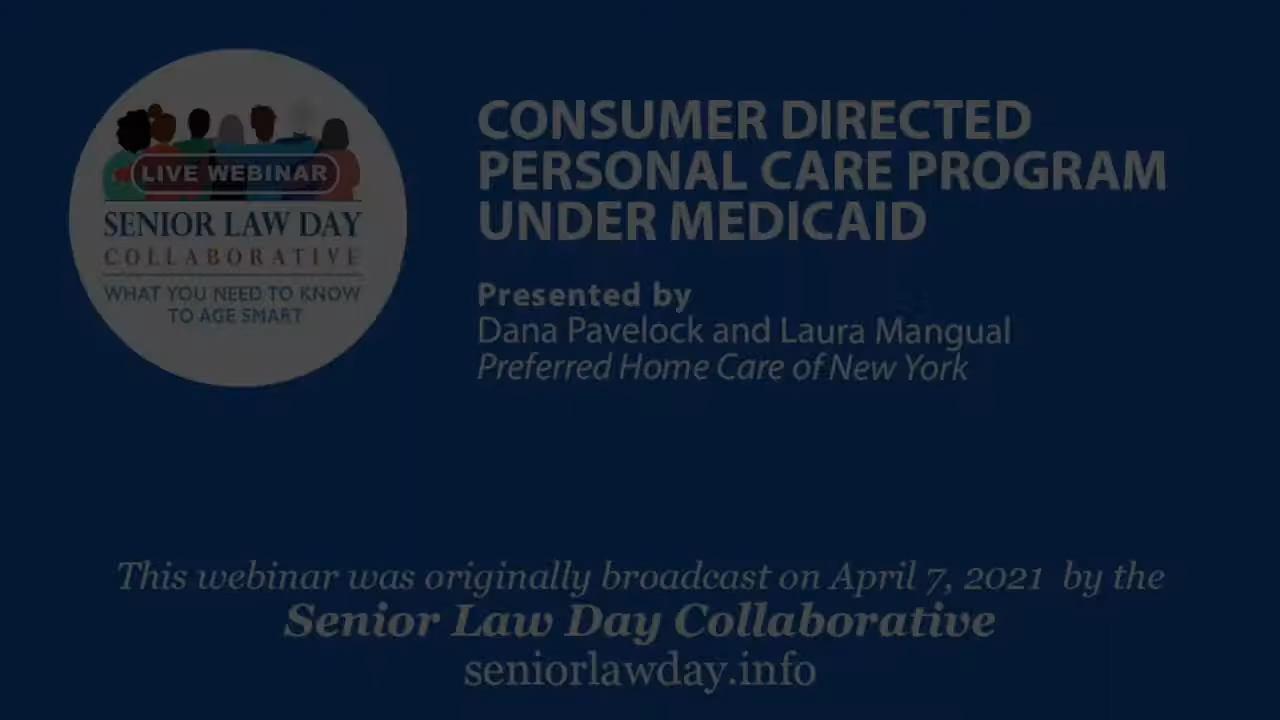 LIVE WEBINAR
SENIOR LAW DAY
COLLABORATIVE
WHAT YOU NEED TO KNOW
TO AGE SMART
CONSUMER DIRECTED
PERSONAL CARE PROGRAM
UNDER MEDICAID
Presented by
Dana Pavelock and Laura Mangual
Preferred Home Care of New York
This webinar was originally broadcast on April 7, 2021 by the
Senior Law Day Collaborative
seniorlawday.info